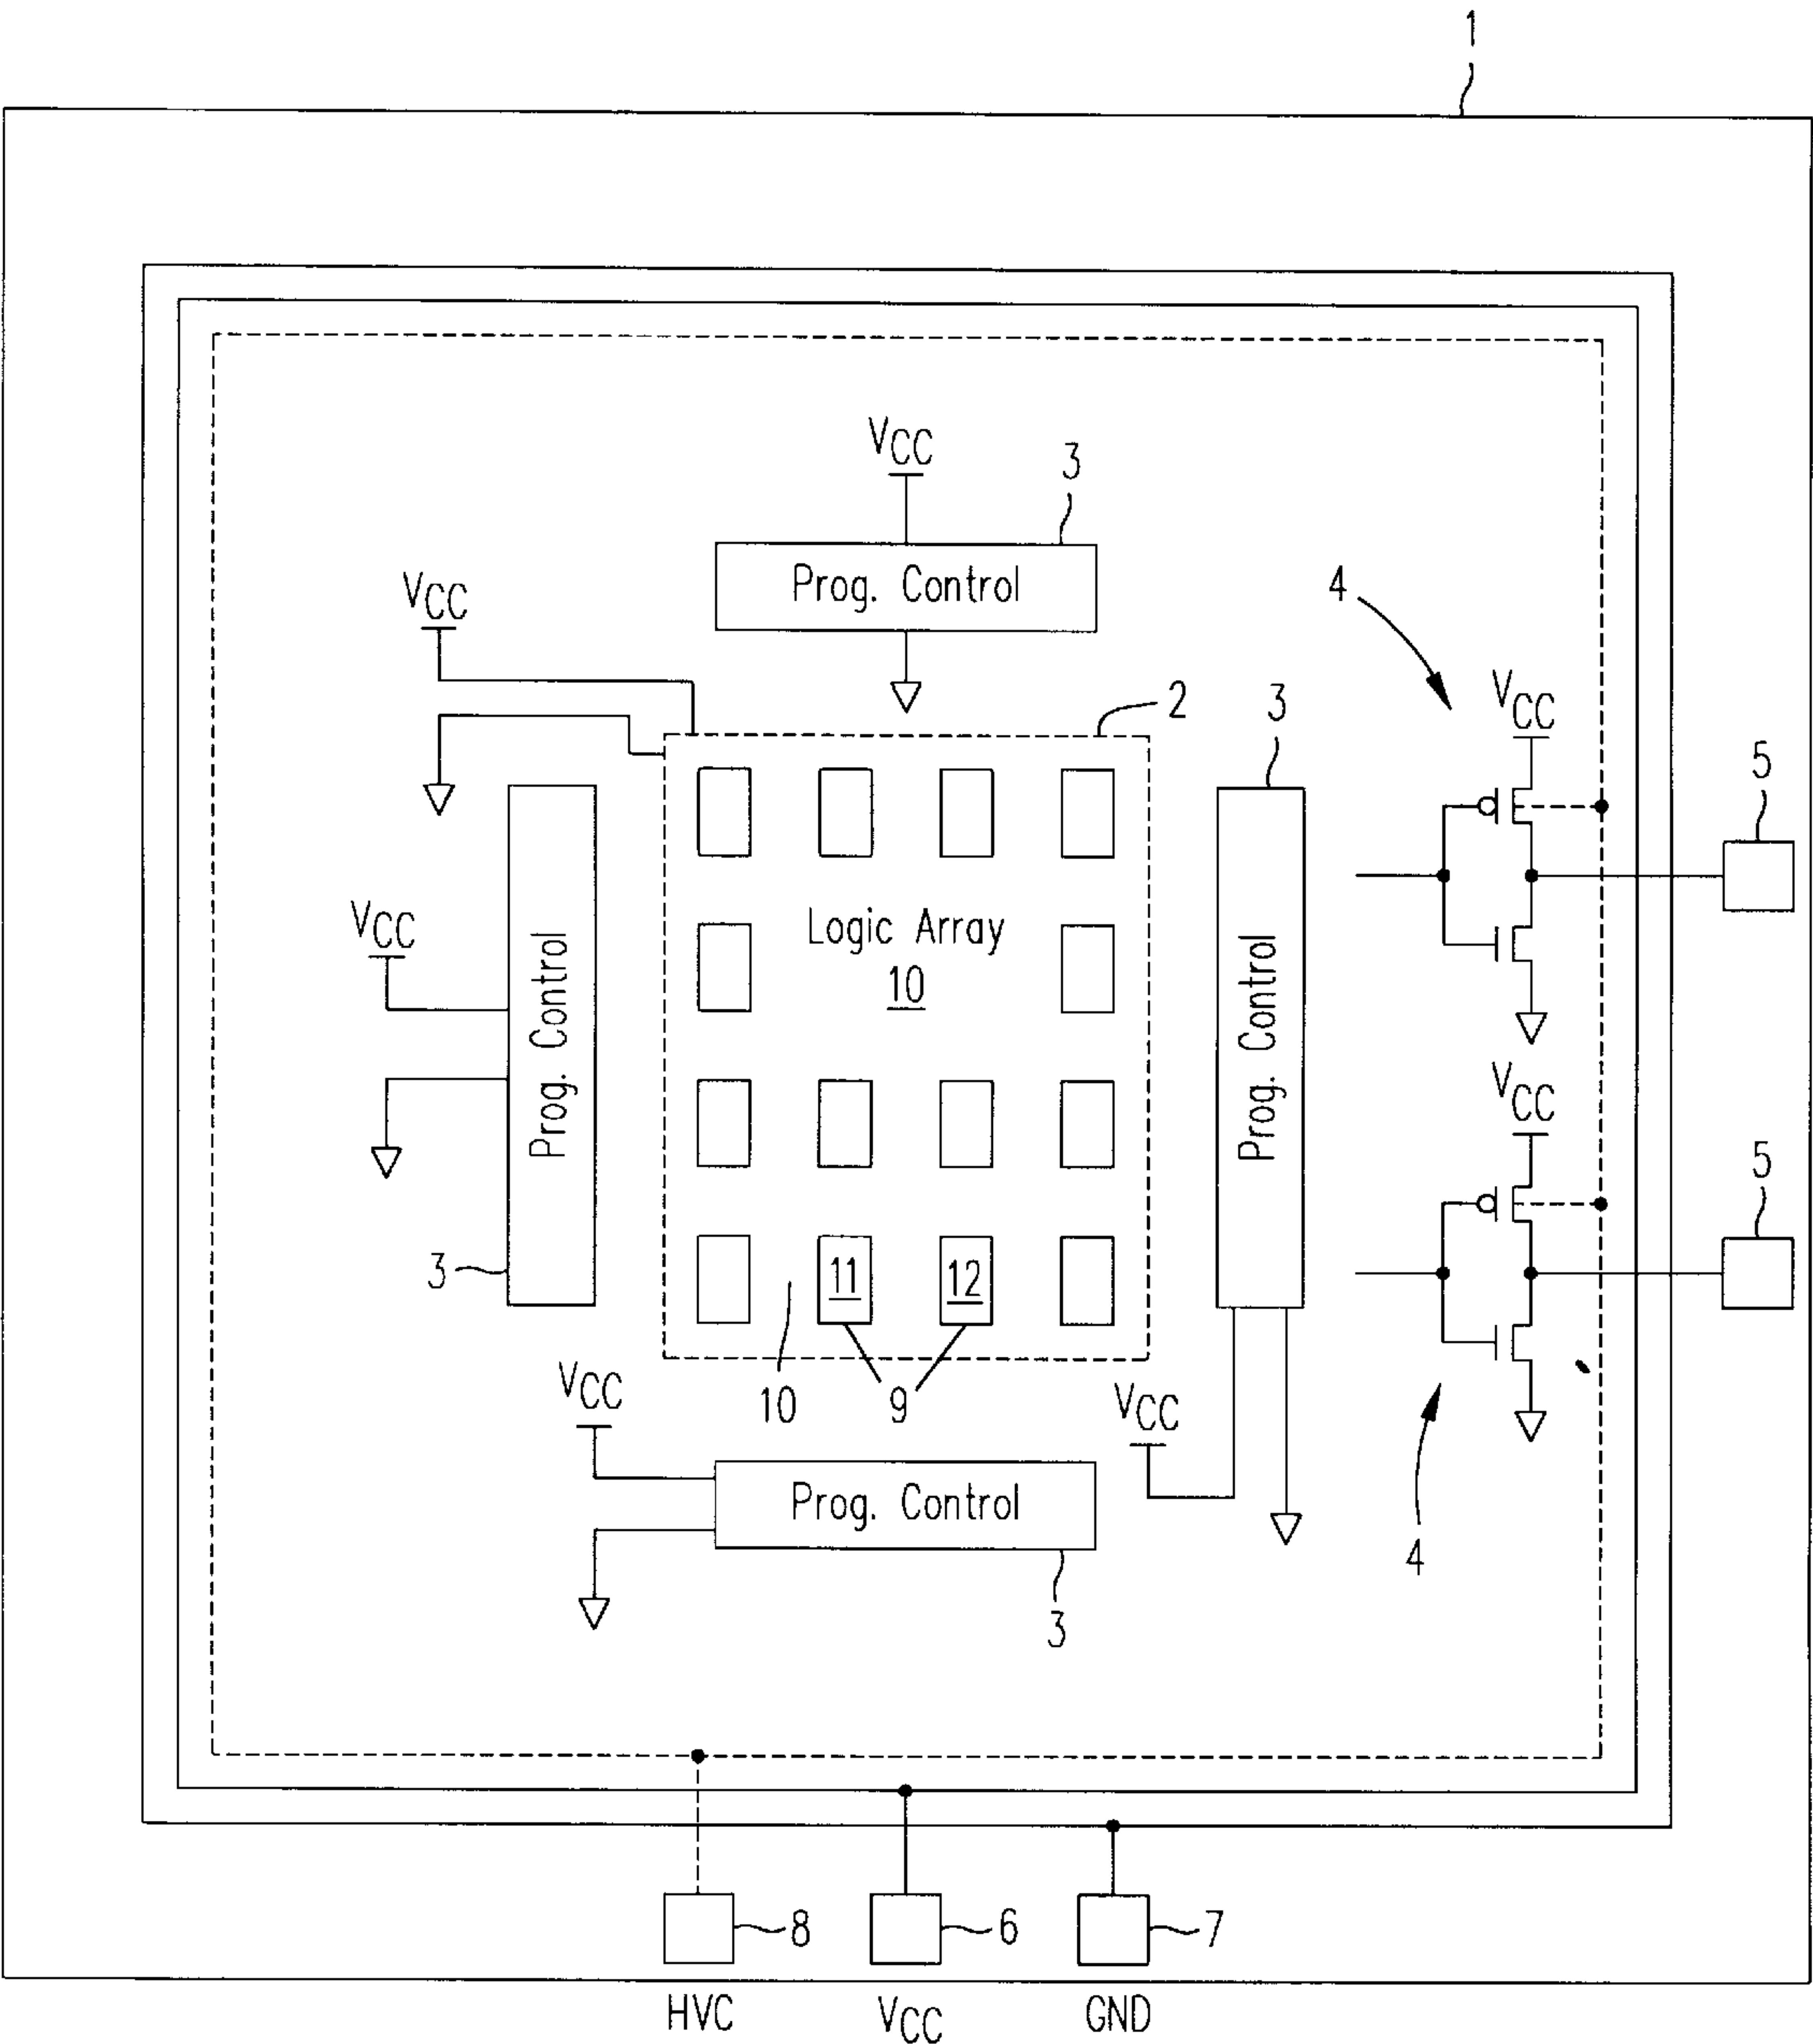 1
VCC
3
Prog. Control
VCC
4
VCC
2
3
5
Logic Array
10
VCC
Prog. Control
Prog. Control
VCC
5
3
11
12
VCC
10
9
VCC
Prog. Control
4
3
8
6
7
HVC
VCC
GND